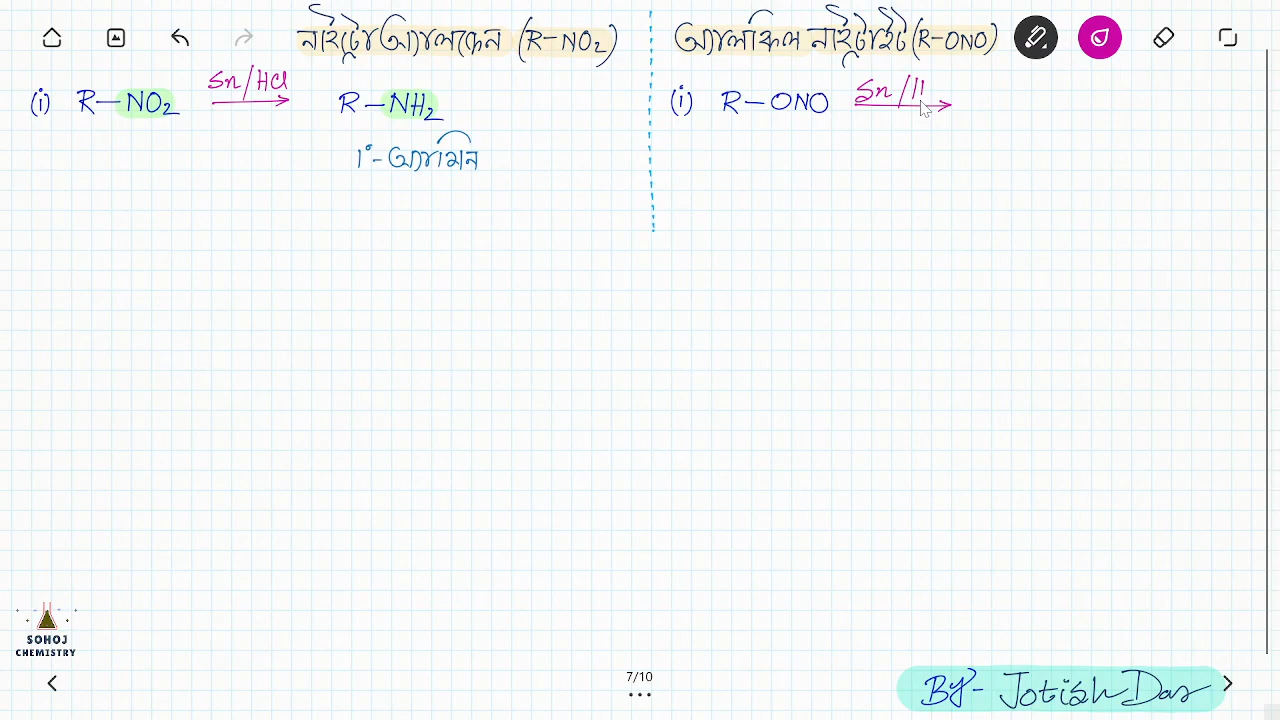 নাইট্রোঅ্যালকেন (R-NO2)
(i) R-NO2 Sn/HCl R-NH2
1°-অ্যামিন
অ্যালকিল নাইট্রাইট (R-ONO)
(i) R-ONO Sn/
SOHOJ
CHEMISTRY
7/10
BY- Jotish Das